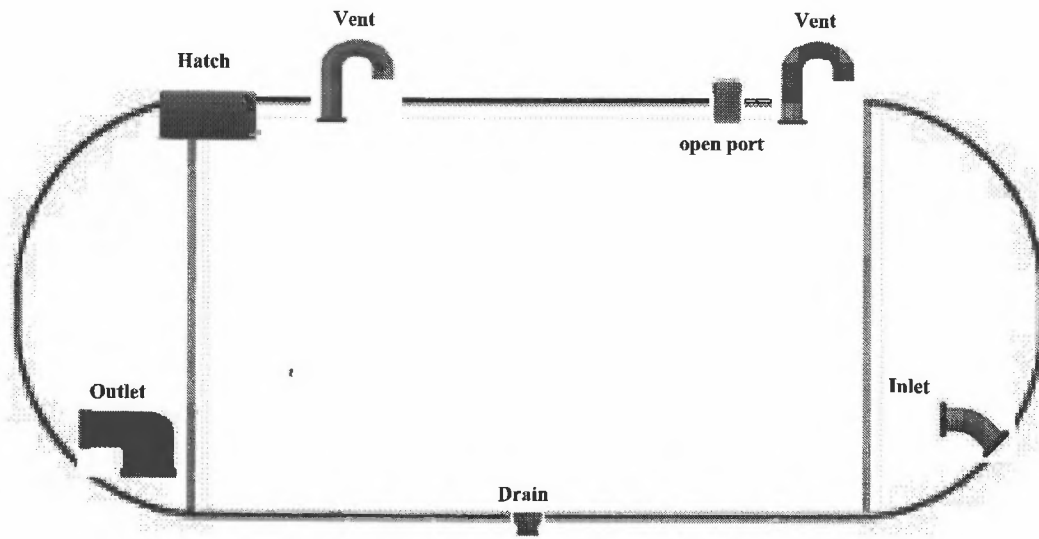 Vent
Vent
Hatch
open port
Outlet
Inlet
Drain